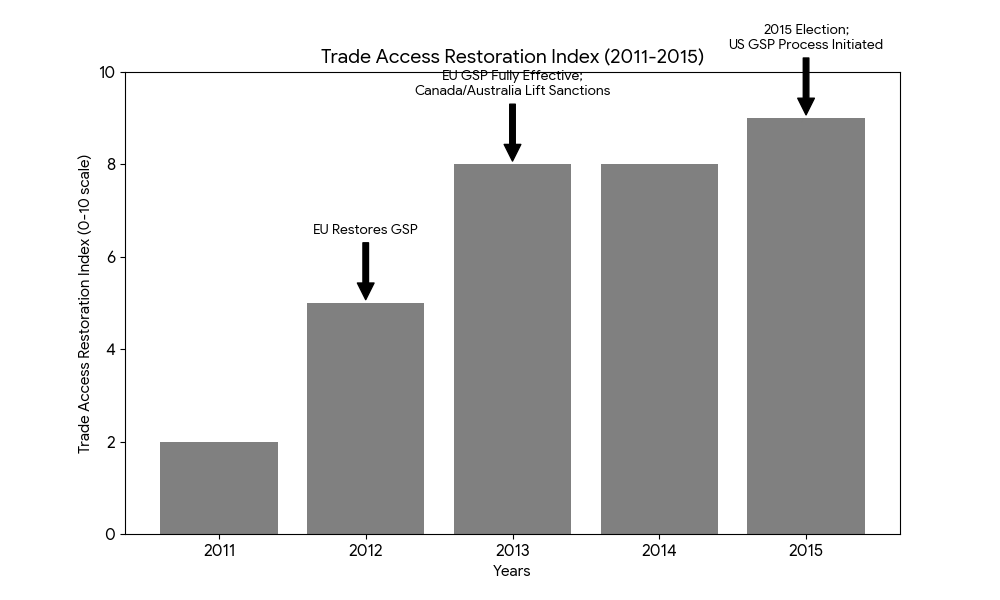 2015 Election;
US GSP Process Initiated
Trade Access Restoration Index (2011-2015)
EU GSP Fully Effective;
Canada/Australia Lift Sanctions
EU Restores GSP
Trade Access Restoration Index (0-10 scale)
10
8
6
4
2
0
2011 2012 2013 2014 2015
Years